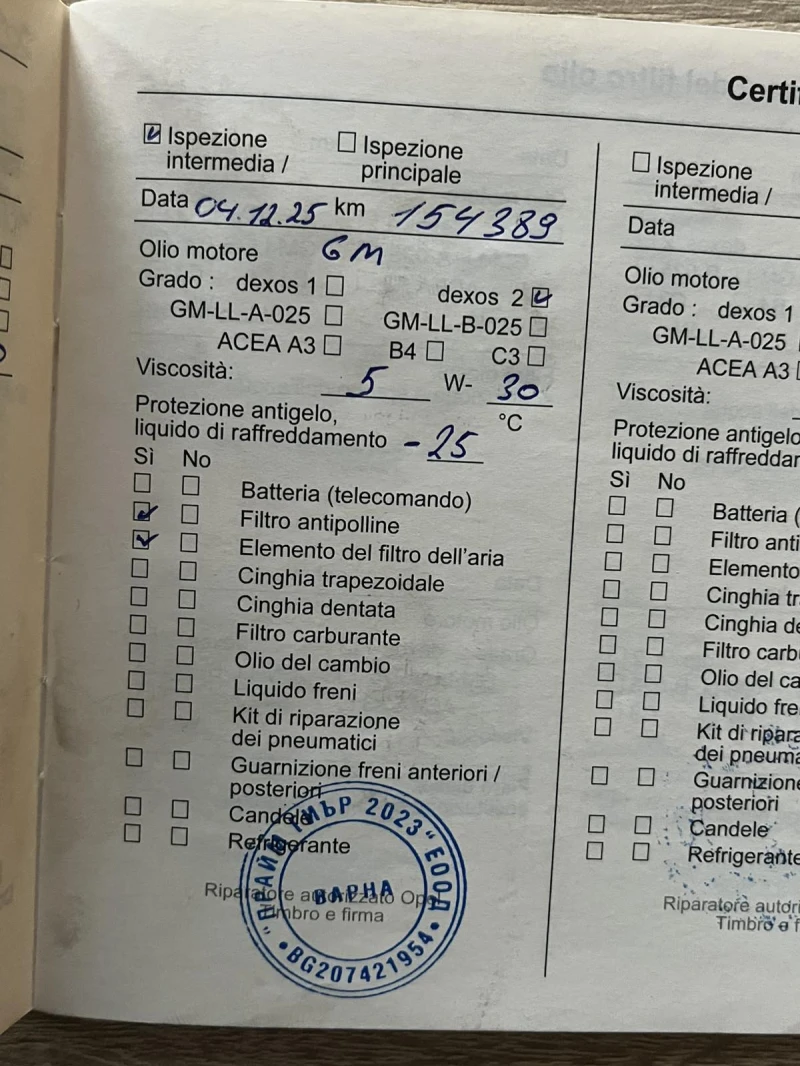 Certif
Ispezione intermedia / Ispezione principale
Data 04.12.25 km 154389
Olio motore GM
Grado : dexos 1 dexos 2
GM-LL-A-025 GM-LL-B-025
ACEA A3 B4 C3
Viscosità: 5 W- 30
Protezione antigelo, °C
liquido di raffreddamento -25
Sì No
Batteria (telecomando)
Filtro antipolline
Elemento del filtro dell'aria
Cinghia trapezoidale
Cinghia dentata
Filtro carburante
Olio del cambio
Liquido freni
Kit di riparazione
dei pneumatici
Guarnizione freni anteriori /
posteriori
Candele
Refrigerante
Riparatore autorizzato Opel
Timbro e firma
"ПРАЙМ ТИМЪР 2023" ЕООД
ВАРНА
• BG207421954 •
Ispezione
intermedia /
Data
Olio motore
Grado : dexos 1
GM-LL-A-025
ACEA A3
Viscosità:
Protezione antigelo
liquido di raffreddar
Sì No
Batteria (
Filtro anti
Elemento
Cinghia tr
Cinghia de
Filtro carb
Olio del ca
Liquido fre
Kit di ripara
dei pneuma
Guarnizione
posteriori
Candele
Refrigerante
Riparatore autori
Timbro e f